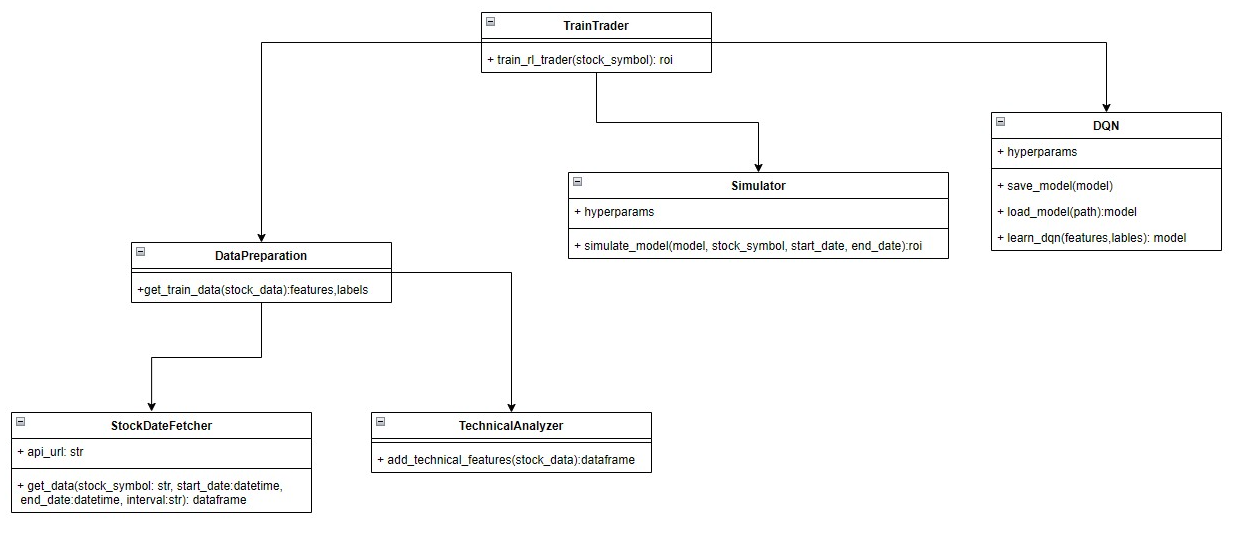 TrainTrader
+ train_rl_trader(stock_symbol): roi
DQN
+ hyperparams
+ save_model(model)
+ load_model(path):model
+ learn_dqn(features,lables): model
Simulator
+ hyperparams
+ simulate_model(model, stock_symbol, start_date, end_date):roi
DataPreparation
+get_train_data(stock_data):features,labels
StockDateFetcher
+ api_url: str
+ get_data(stock_symbol: str, start_date:datetime,
end_date:datetime, interval:str): dataframe
TechnicalAnalyzer
+ add_technical_features(stock_data):dataframe